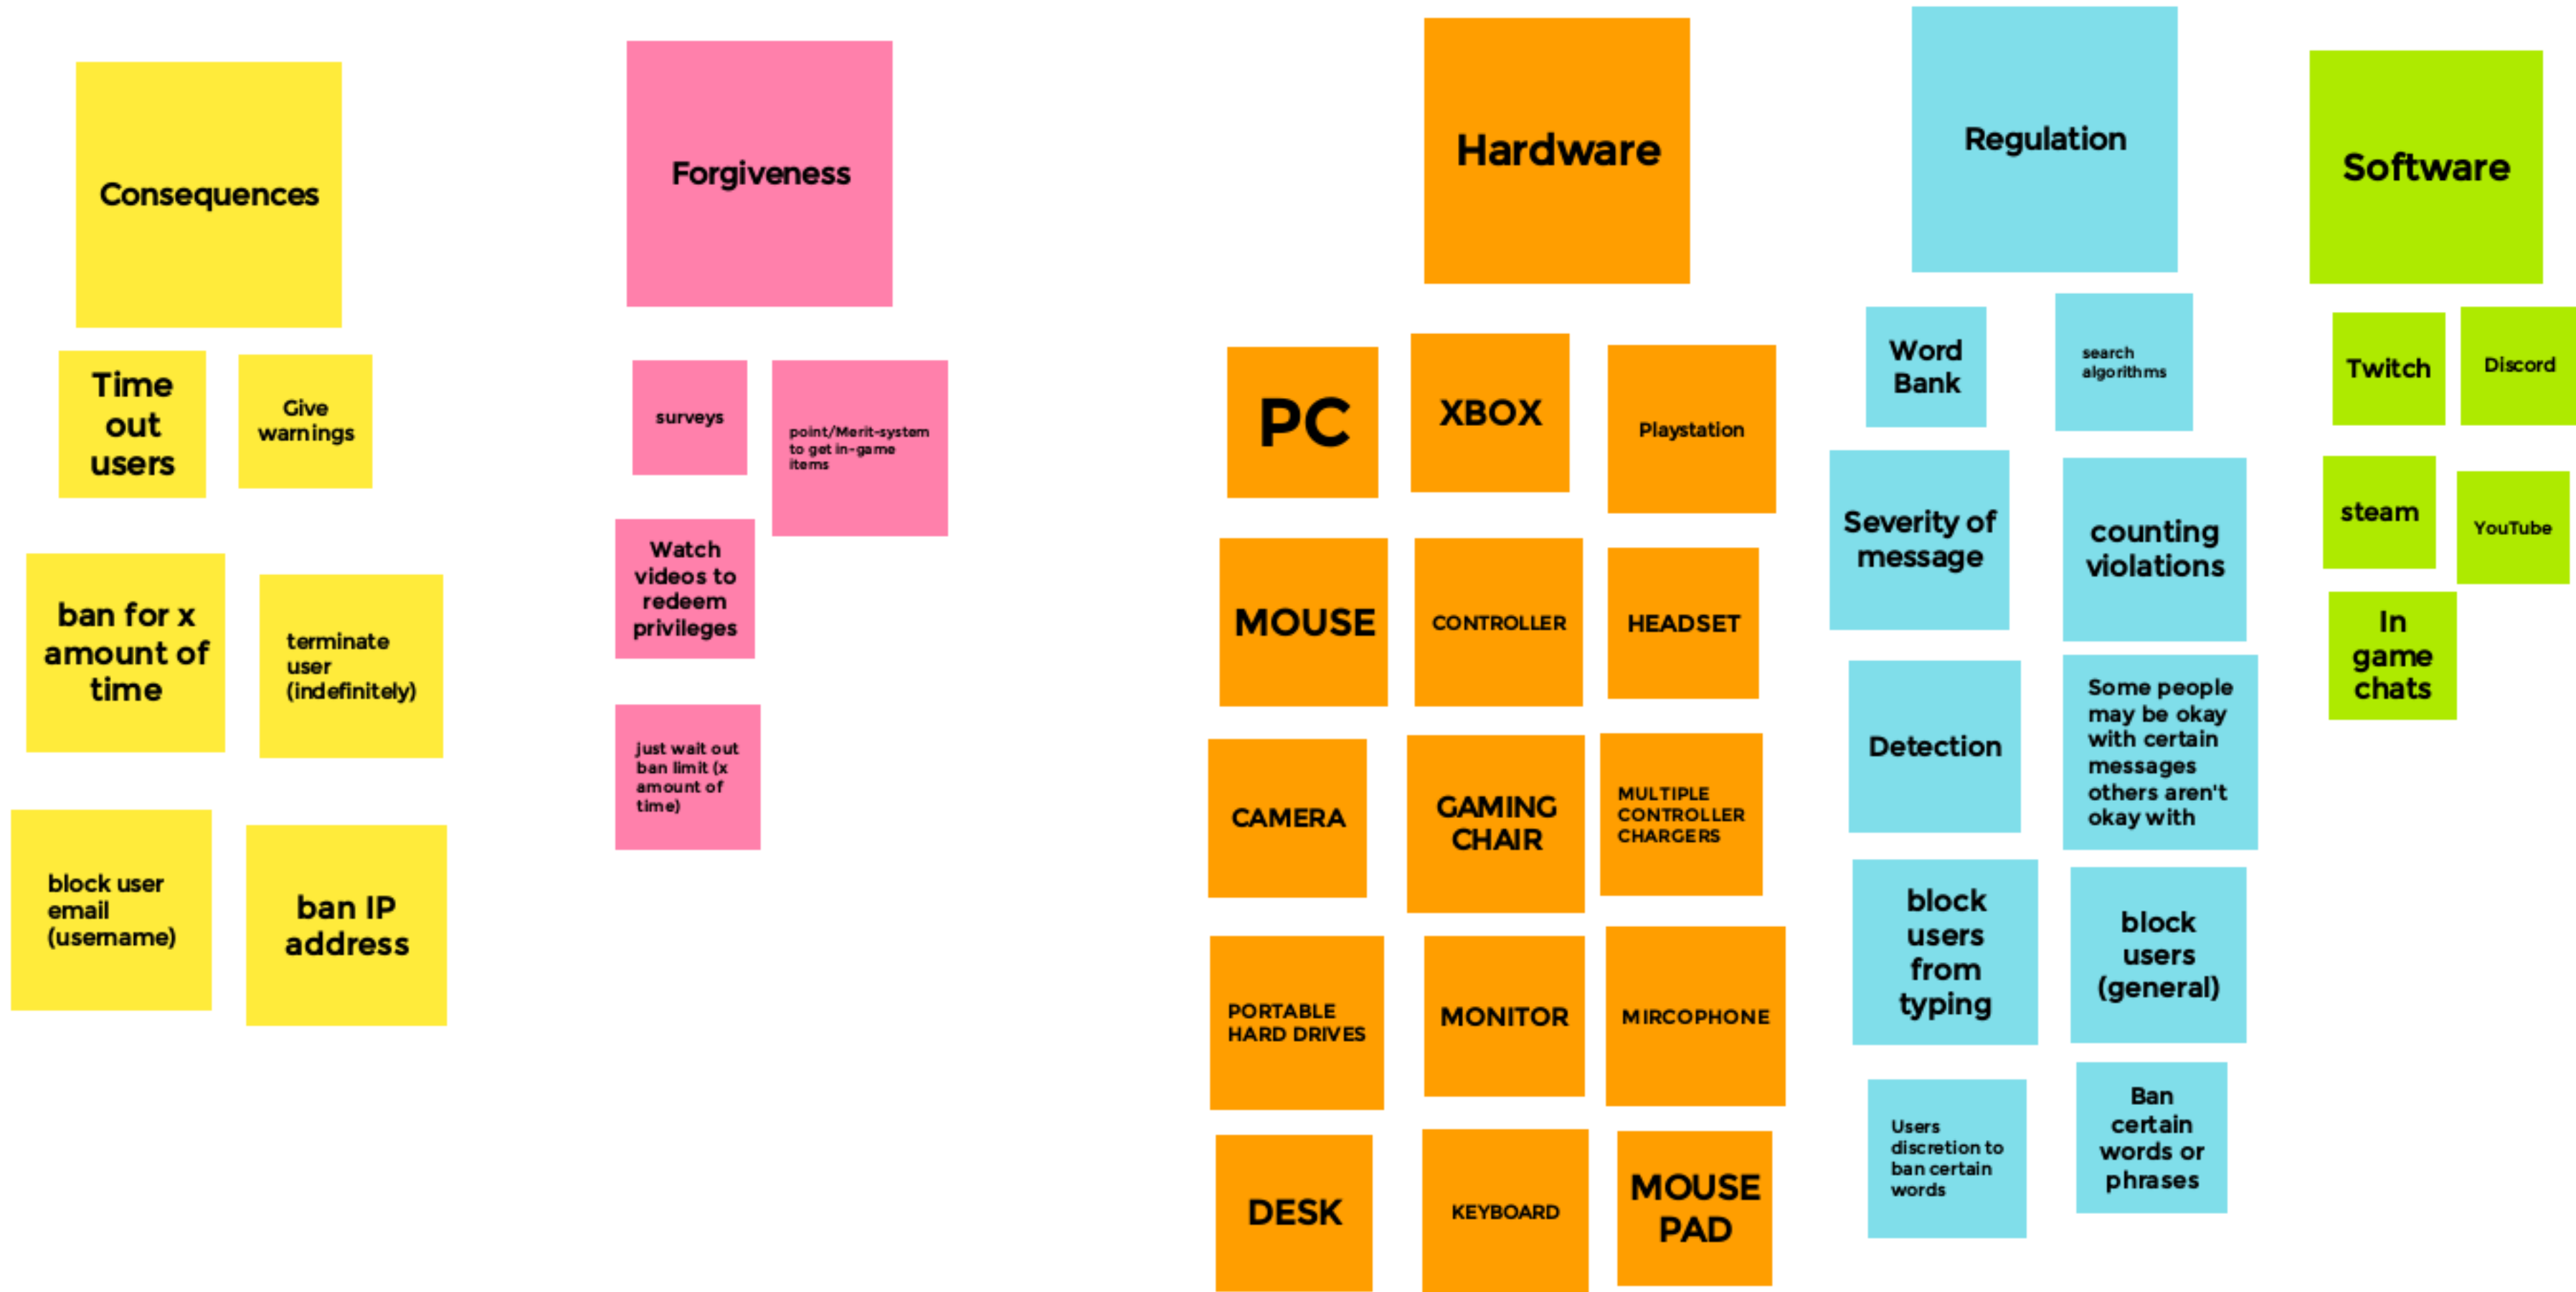 Consequences
Time
out
users
Give
warnings
ban for x
amount of
time
terminate
user
(indefinitely)
block user
email
(username)
ban IP
address
Forgiveness
surveys
point/Merit-system
to get in-game
items
Watch
videos to
redeem
privileges
just wait out
ban limit (x
amount of
time)
Hardware
PC
XBOX
Playstation
MOUSE
CONTROLLER
HEADSET
CAMERA
GAMING
CHAIR
MULTIPLE
CONTROLLER
CHARGERS
PORTABLE
HARD DRIVES
MONITOR
MIRCOPHONE
DESK
KEYBOARD
MOUSE
PAD
Regulation
Word
Bank
search
algorithms
Severity of
message
counting
violations
Detection
Some people
may be okay
with certain
messages
others aren't
okay with
block
users
from
typing
block
users
(general)
Users
discretion to
ban certain
words
Ban
certain
words or
phrases
Software
Twitch
Discord
steam
YouTube
In
game
chats